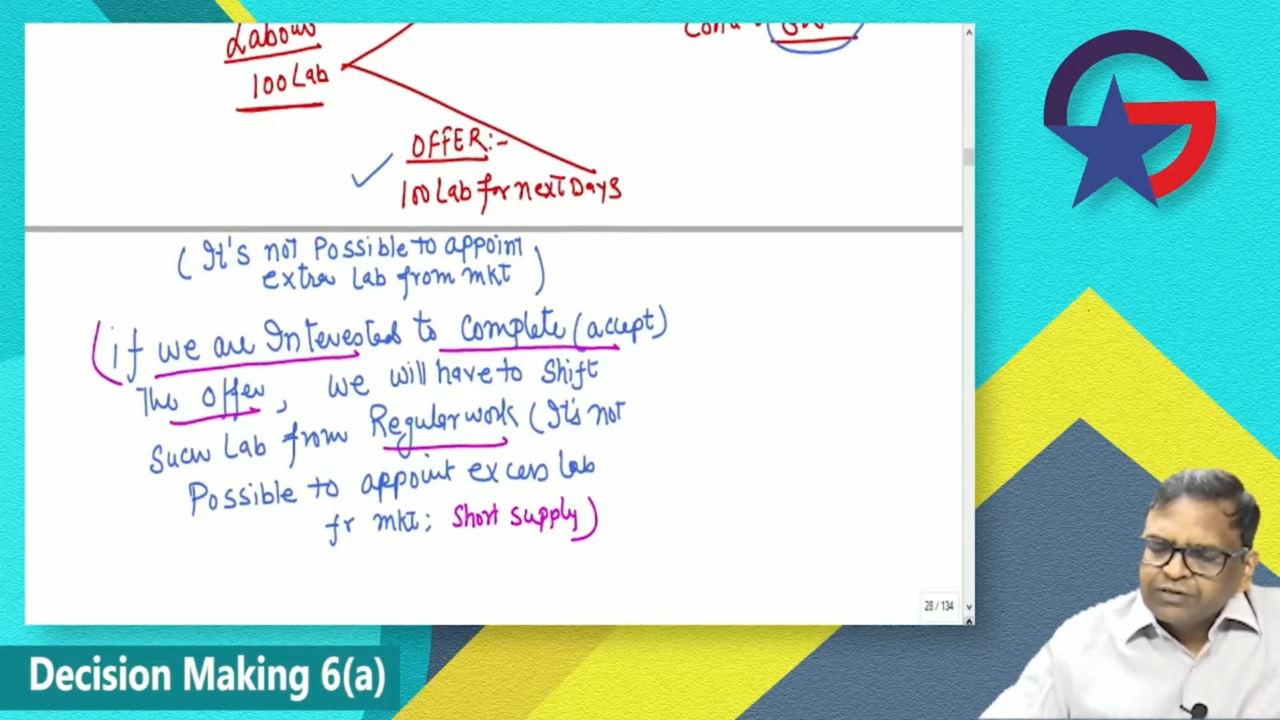 Labour
100 Lab
OFFER:-
100 Lab for next Days
(It's not Possible to appoint
extra Lab from mkt)
(if we are Interested to Complete (accept)
The Offer, we will have to Shift
Such Lab from Regular work (It's not
Possible to appoint excess lab
fr mkt; Short supply)
28 / 134
Decision Making 6(a)